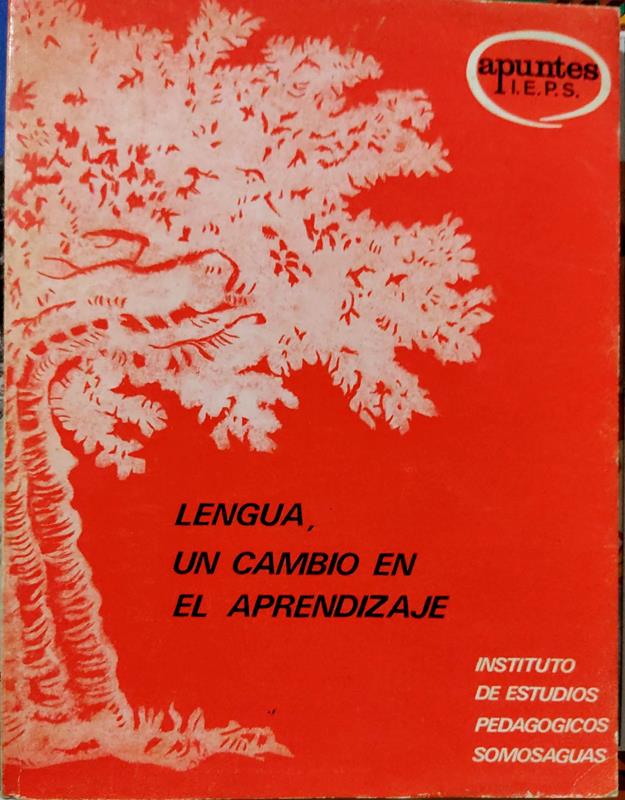 apuntes
I.E.P.S.
LENGUA,
UN CAMBIO EN
EL APRENDIZAJE
INSTITUTO
DE ESTUDIOS
PEDAGOGICOS
SOMOSAGUAS